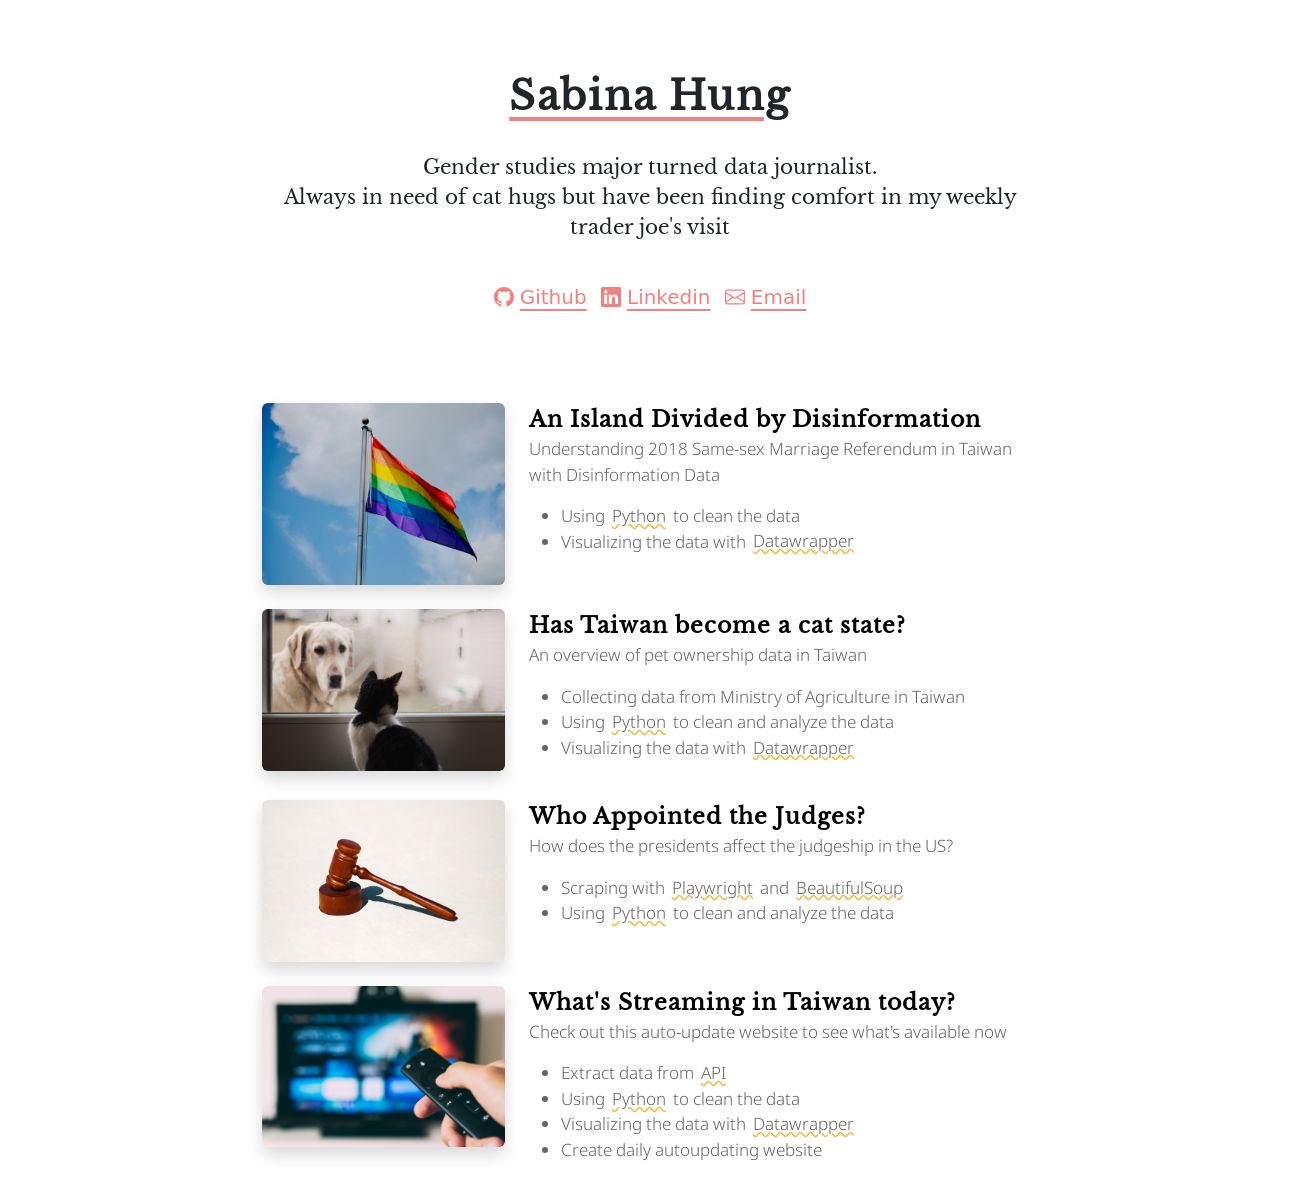 Sabina Hung
Gender studies major turned data journalist.
Always in need of cat hugs but have been finding comfort in my weekly
trader joe's visit
Github Linkedin Email
An Island Divided by Disinformation
Understanding 2018 Same-sex Marriage Referendum in Taiwan
with Disinformation Data
• Using Python to clean the data
• Visualizing the data with Datawrapper
Has Taiwan become a cat state?
An overview of pet ownership data in Taiwan
• Collecting data from Ministry of Agriculture in Taiwan
• Using Python to clean and analyze the data
• Visualizing the data with Datawrapper
Who Appointed the Judges?
How does the presidents affect the judgeship in the US?
• Scraping with Playwright and BeautifulSoup
• Using Python to clean and analyze the data
What's Streaming in Taiwan today?
Check out this auto-update website to see what's available now
• Extract data from API
• Using Python to clean the data
• Visualizing the data with Datawrapper
• Create daily autoupdating website